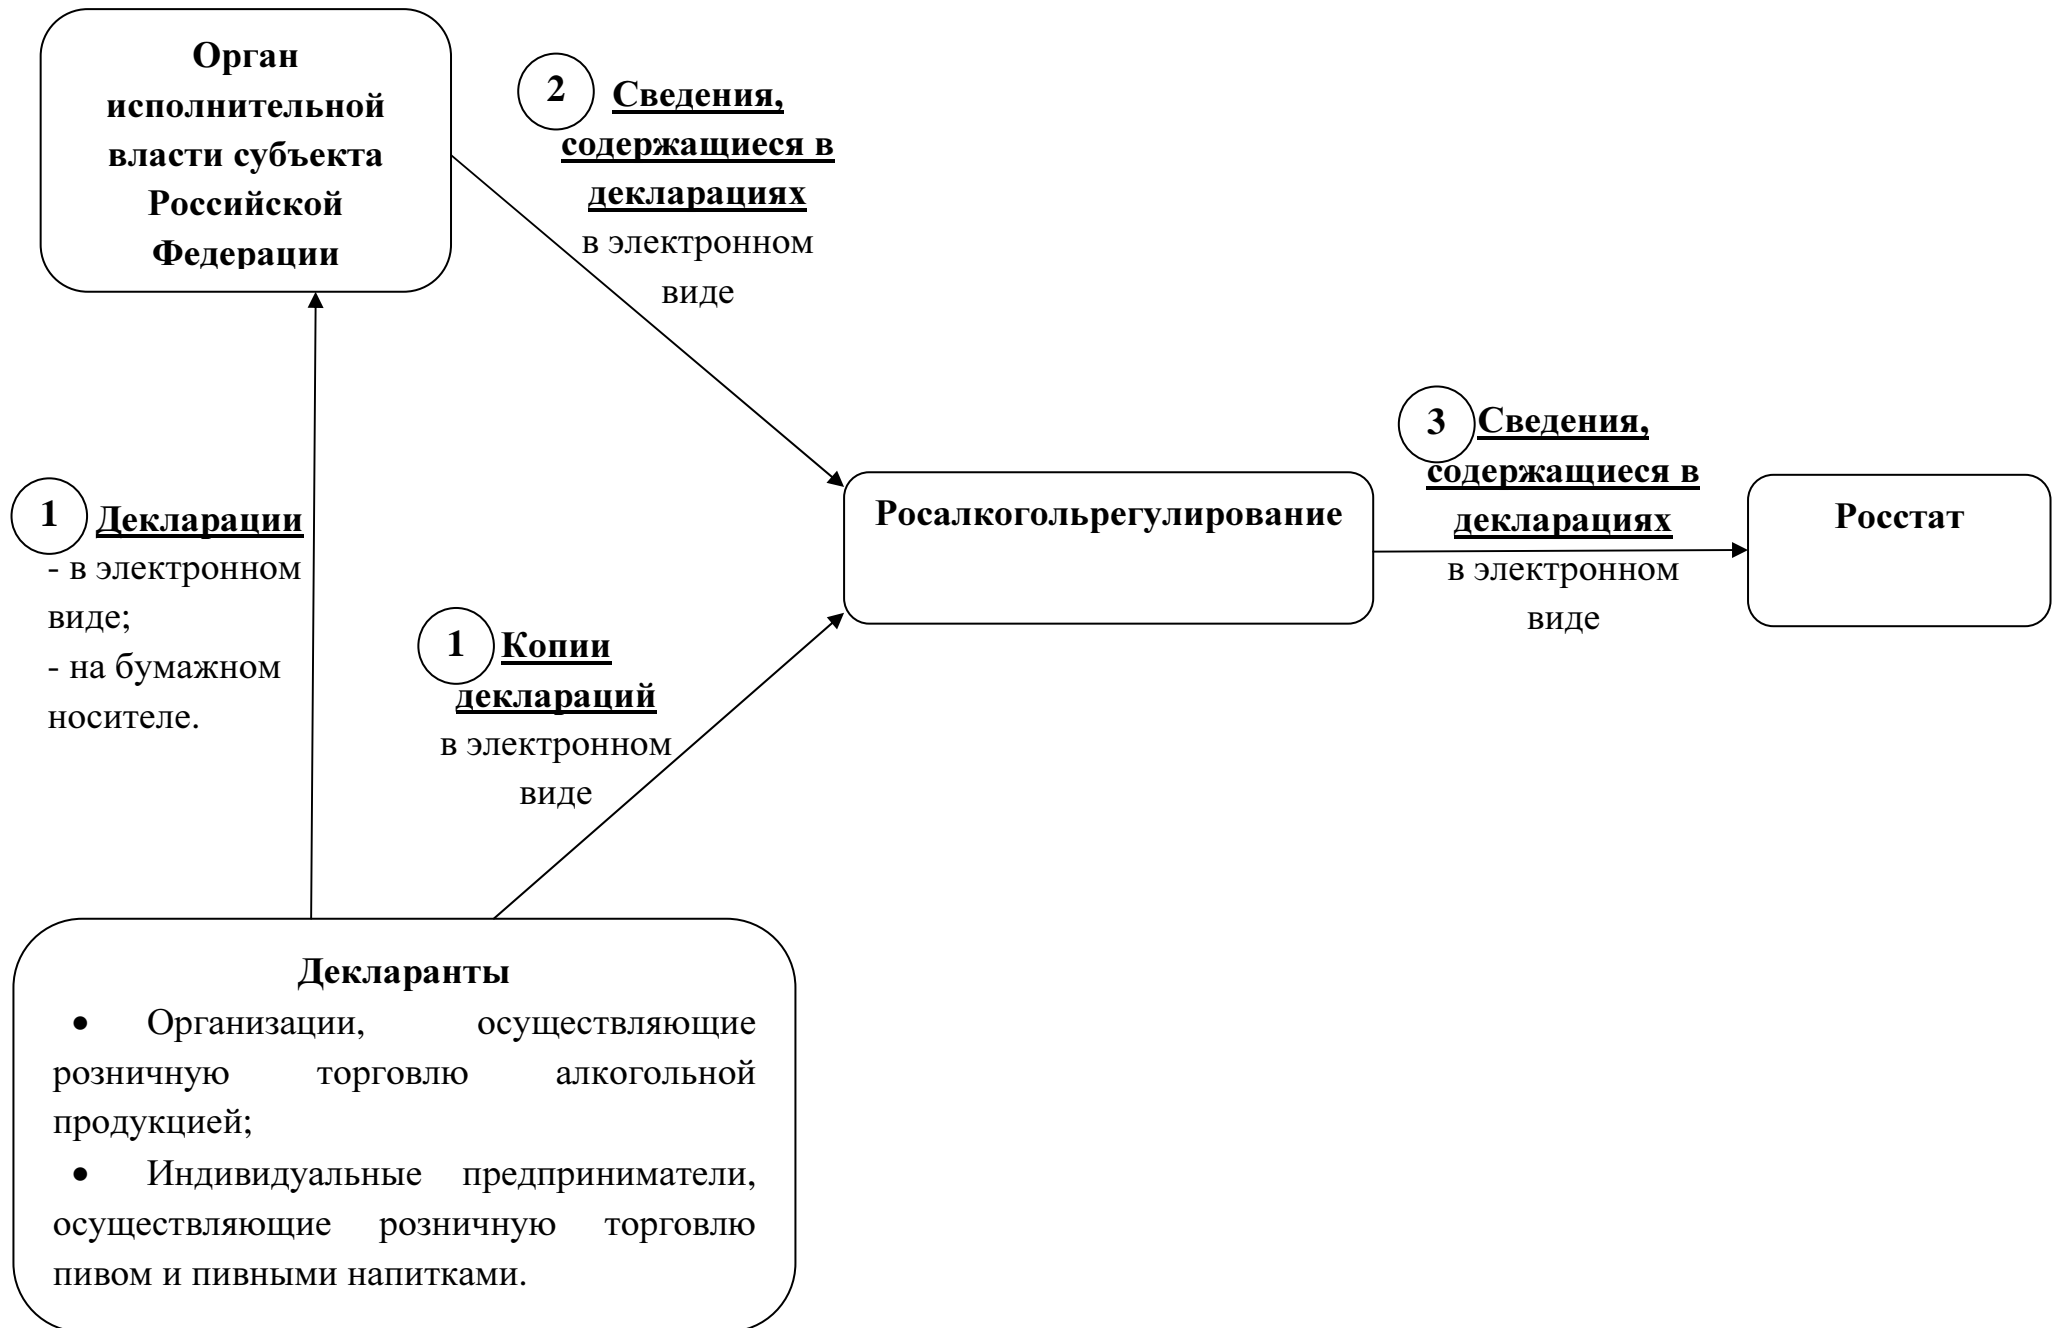 Орган
исполнительной
власти субъекта
Российской
Федерации
2
Сведения,
содержащиеся в
декларациях
в электронном
виде
1
Декларации
- в электронном
виде;
- на бумажном
носителе.
1
Копии
деклараций
в электронном
виде
Росалкогольрегулирование
3
Сведения,
содержащиеся в
декларациях
в электронном
виде
Росстат
Декларанты
• Организации, осуществляющие
розничную торговлю алкогольной
продукцией;
• Индивидуальные предприниматели,
осуществляющие розничную торговлю
пивом и пивными напитками.